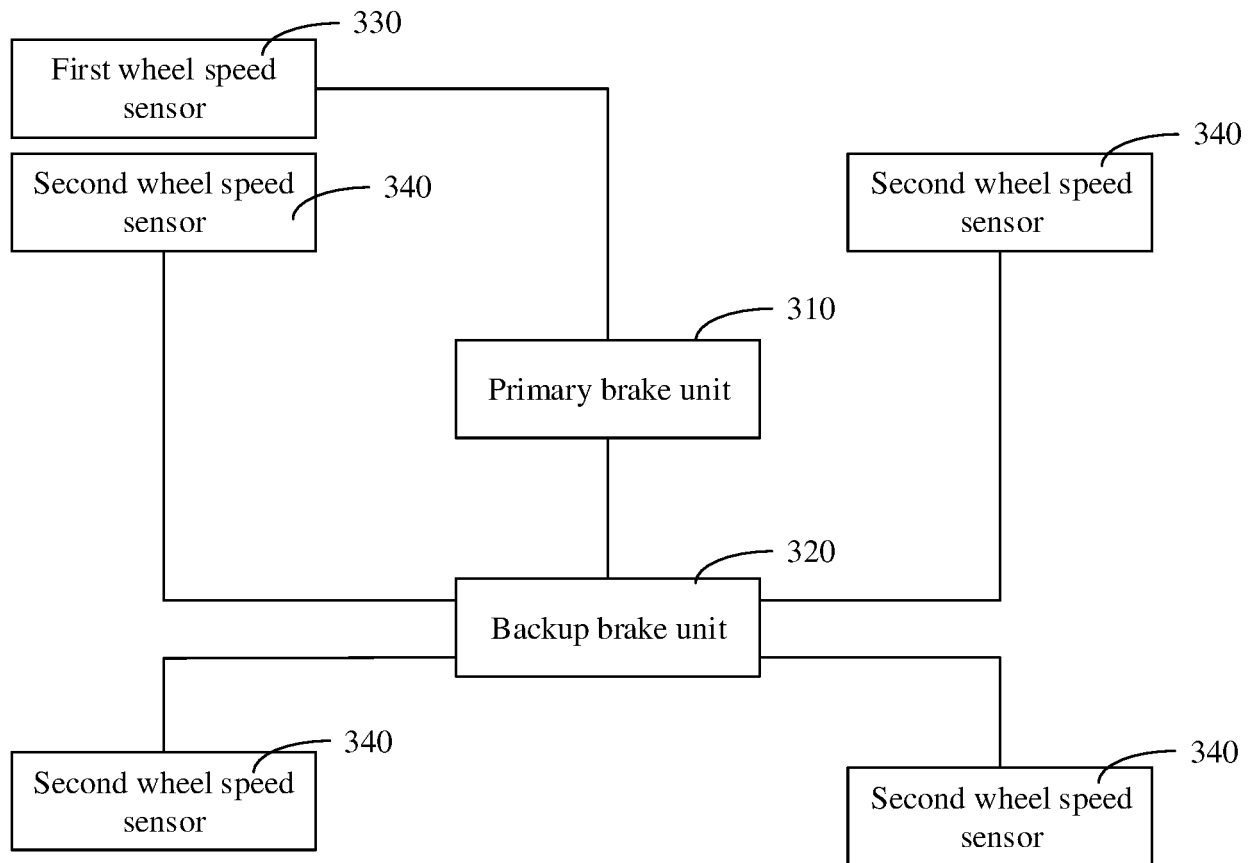 330
First wheel speed
sensor
340
Second wheel speed
sensor
340
Second wheel speed
sensor
310
Primary brake unit
320
Backup brake unit
340
Second wheel speed
sensor
340
Second wheel speed
sensor